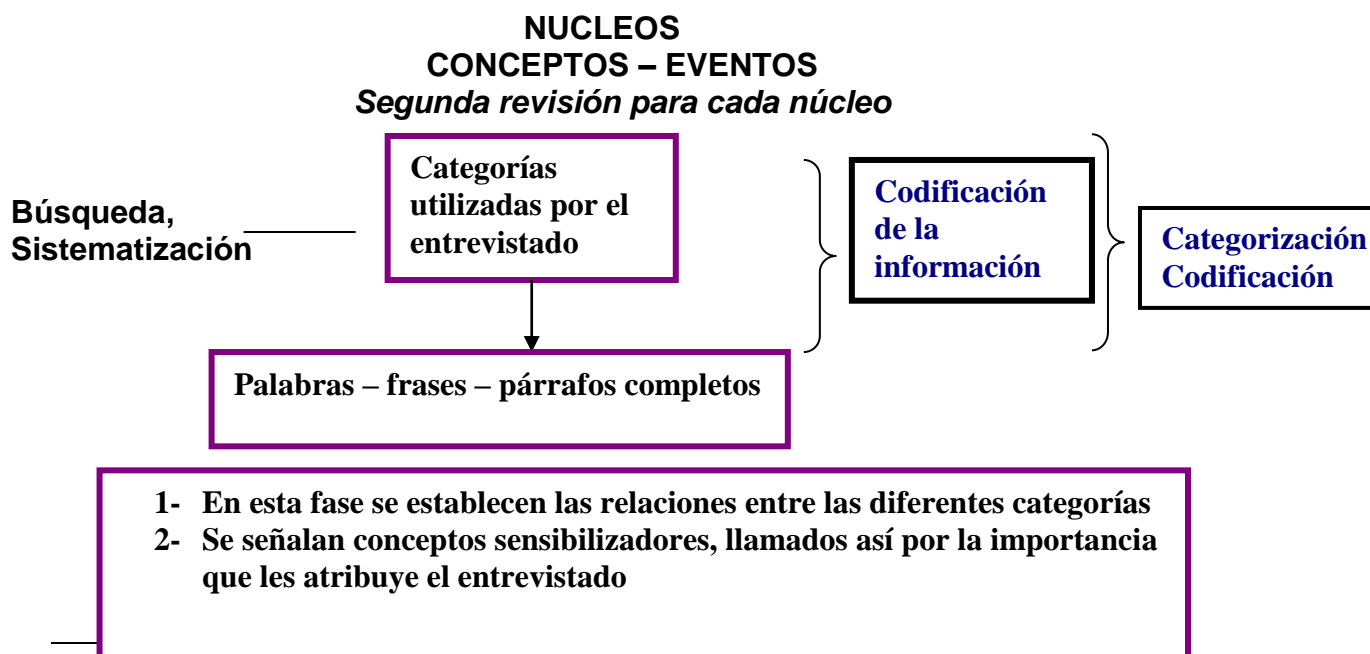 NUCLEOS
CONCEPTOS – EVENTOS
Segunda revisión para cada núcleo
Búsqueda,
Sistematización
Categorías
utilizadas por el
entrevistado
Codificación
de la
información
Categorización
Codificación
Palabras – frases – párrafos completos
1- En esta fase se establecen las relaciones entre las diferentes categorías
2- Se señalan conceptos sensibilizadores, llamados así por la importancia
que les atribuye el entrevistado